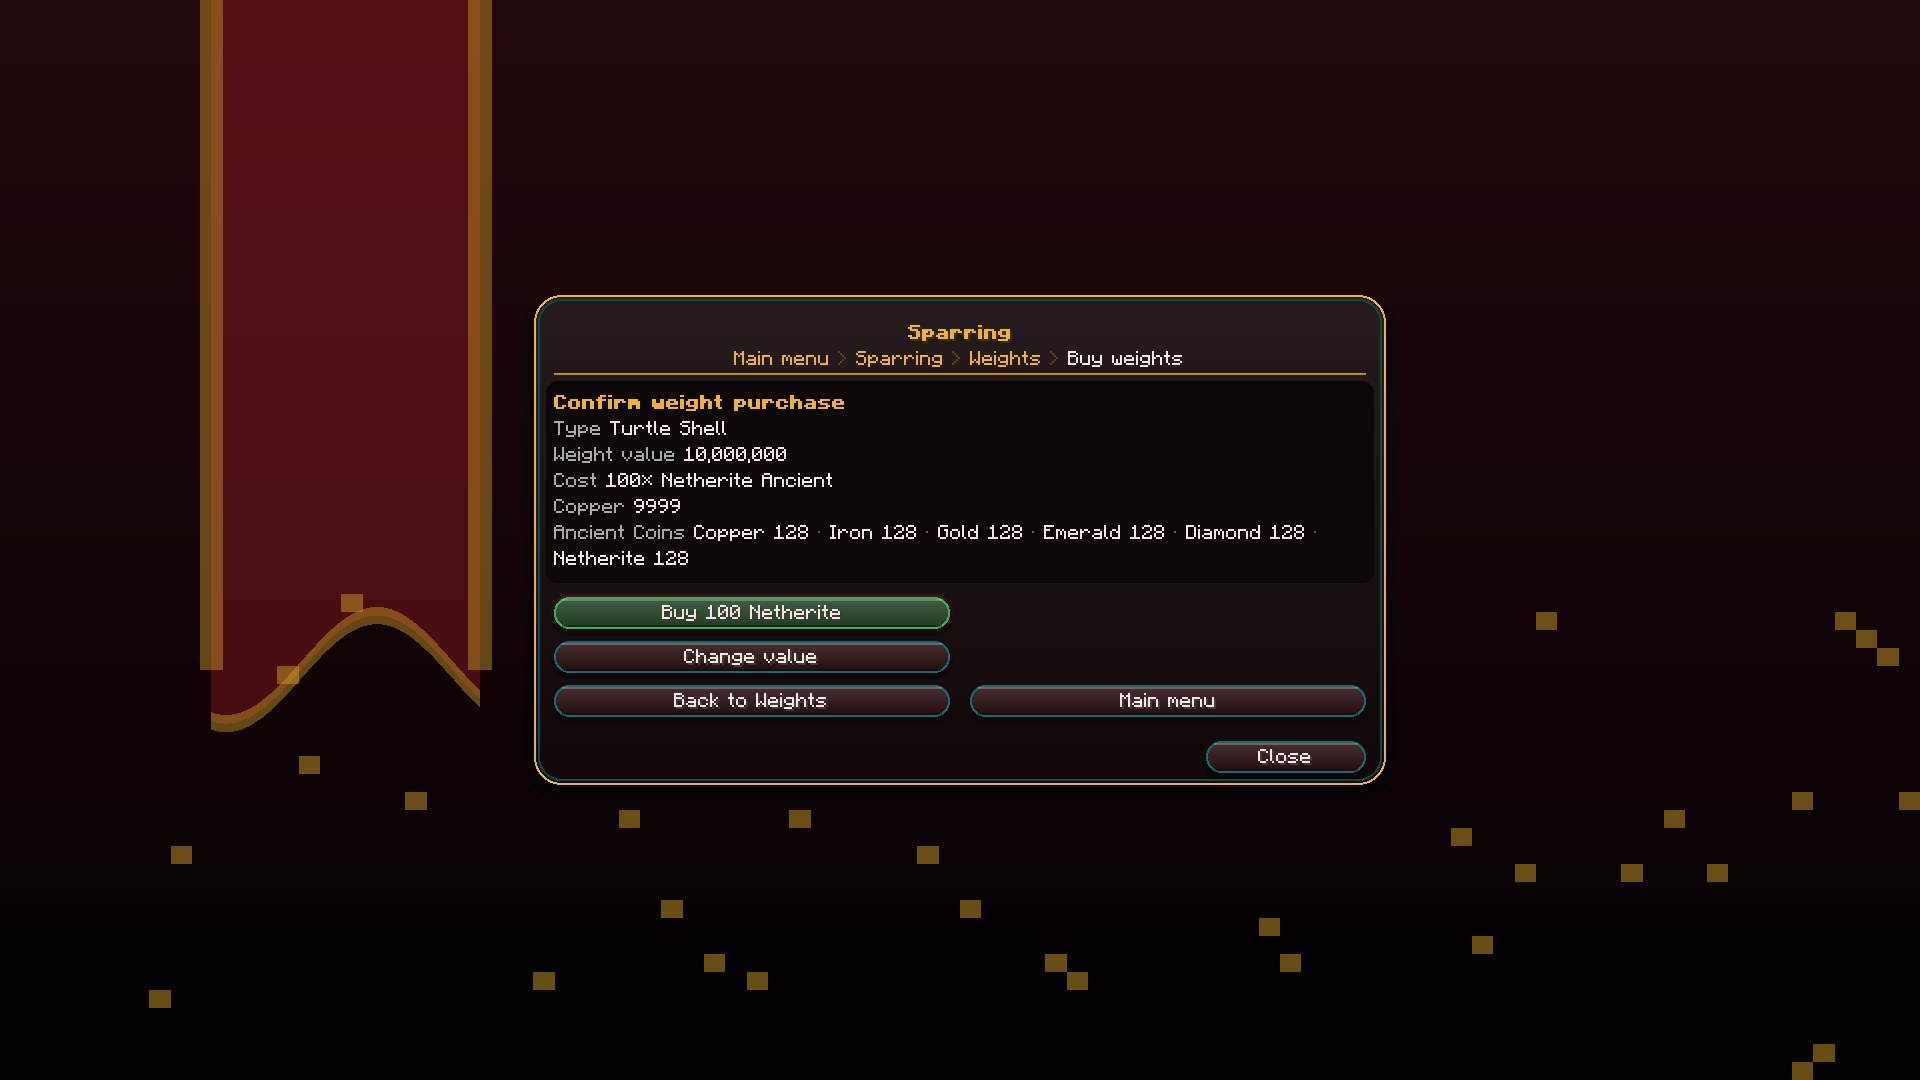 Sparring
Main menu > Sparring > Weights > Buy weights
Confirm weight purchase
Type Turtle Shell
Weight value 10,000,000
Cost 100× Netherite Ancient
Copper 9999
Ancient Coins Copper 128 · Iron 128 · Gold 128 · Emerald 128 · Diamond 128 ·
Netherite 128
Buy 100 Netherite
Change value
Back to Weights
Main menu
Close